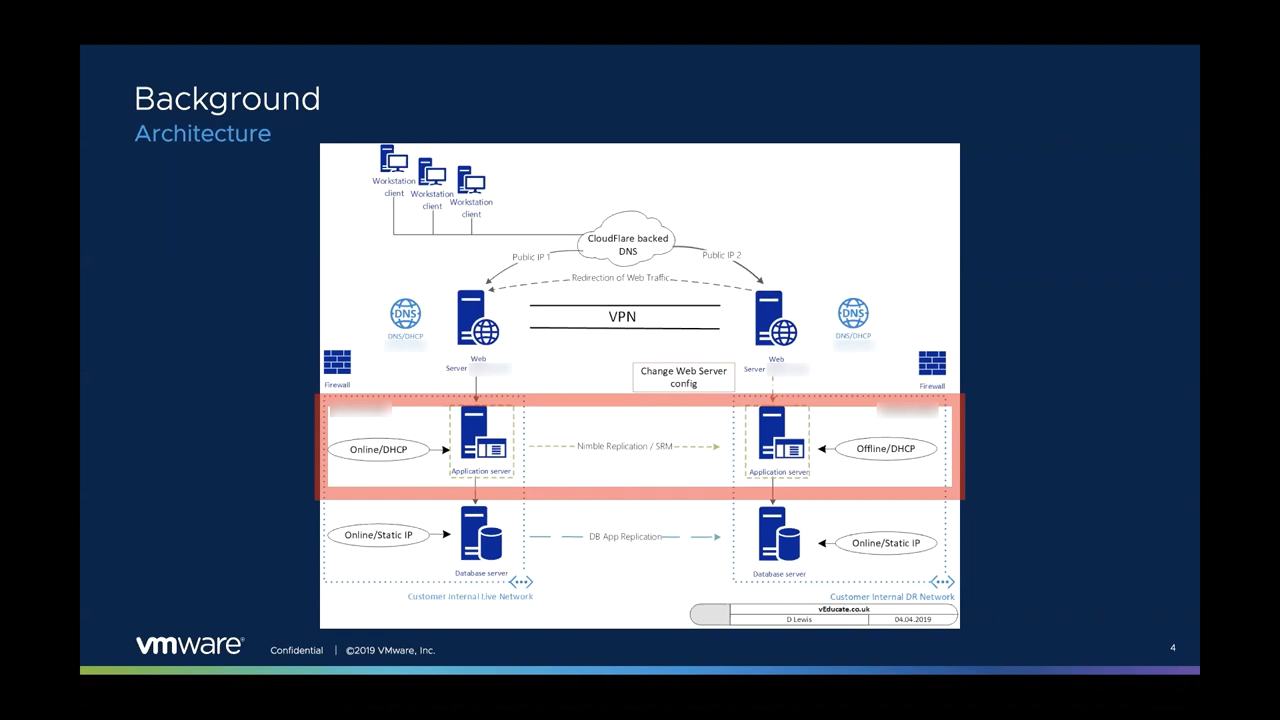 Background
Architecture
Workstation
client
Workstation
client
Workstation
client
CloudFlare backed
DNS
Public IP 1
Public IP 2
Redirection of Web Traffic
DNS
DNS/DHCP
VPN
DNS
DNS/DHCP
Web
Server
Web
Server
Firewall
Change Web Server
config
Firewall
Online/DHCP
Application server
Nimble Replication / SRM
Application server
Offline/DHCP
Online/Static IP
Database server
DB App Replication
Database server
Online/Static IP
Customer Internal Live Network
Customer Internal DR Network
vEducate.co.uk
D Lewis
04.04.2019
vmware®
Confidential | ©2019 VMware, Inc.
4